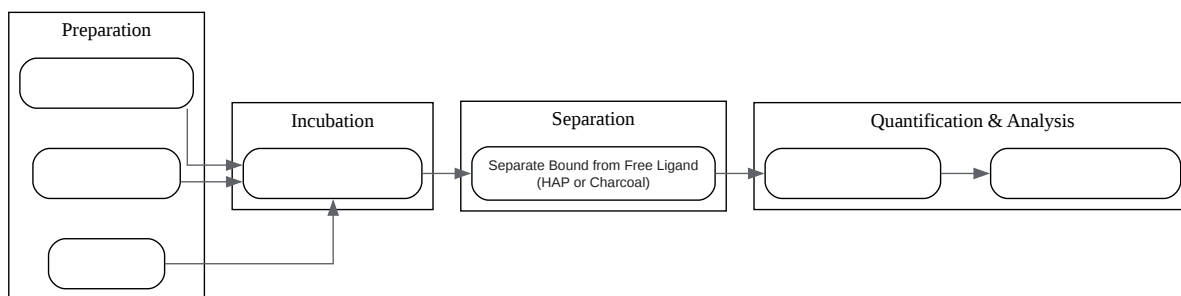 Preparation
Incubation
Separation
Quantification & Analysis
Separate Bound from Free Ligand
(HAP or Charcoal)